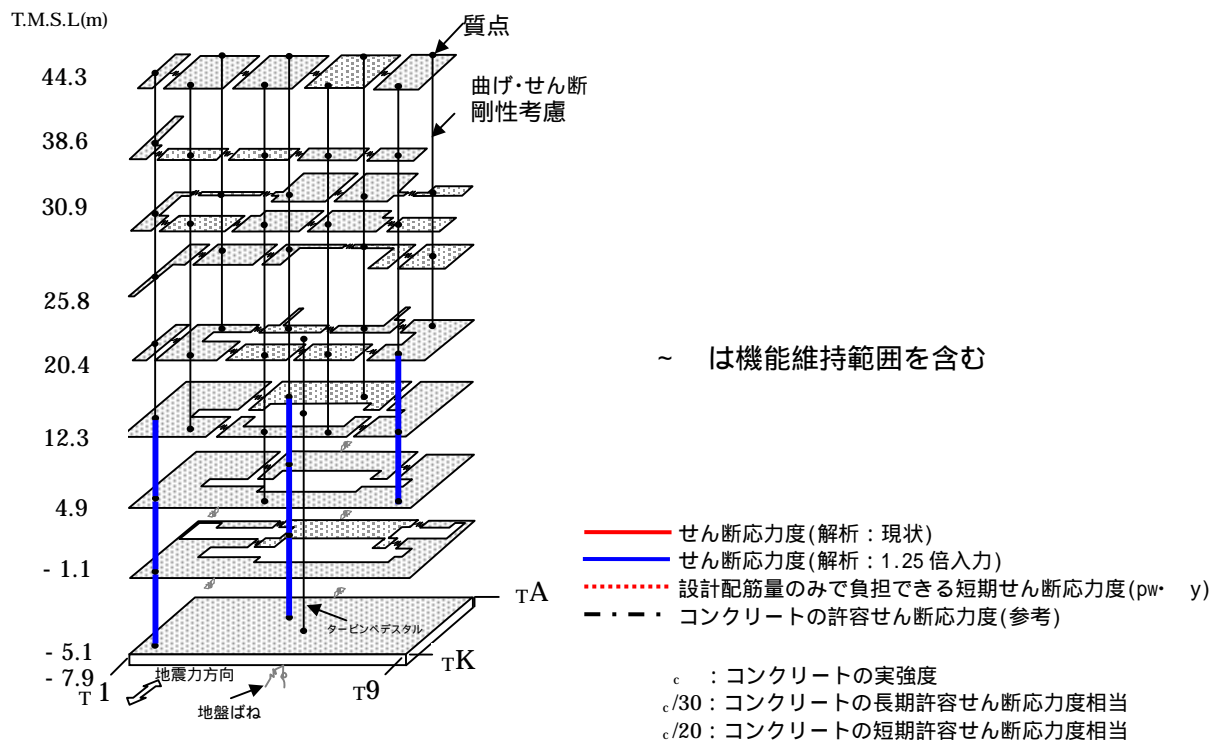 T.M.S.L(m)
質点
44.3
曲げ・せん断
剛性考慮
38.6
30.9
25.8
20.4
~ は機能維持範囲を含む
12.3
4.9
せん断応力度(解析：現状)
- 1.1
せん断応力度(解析：1.25倍入力)
設計配筋量のみで負担できる短期せん断応力度(pw・ y)
TA
コンクリートの許容せん断応力度(参考)
タービンペデスタル
- 5.1
TK
- 7.9
T1
地震力方向
T9
地盤ばね
c ：コンクリートの実強度
c/30：コンクリートの長期許容せん断応力度相当
c/20：コンクリートの短期許容せん断応力度相当